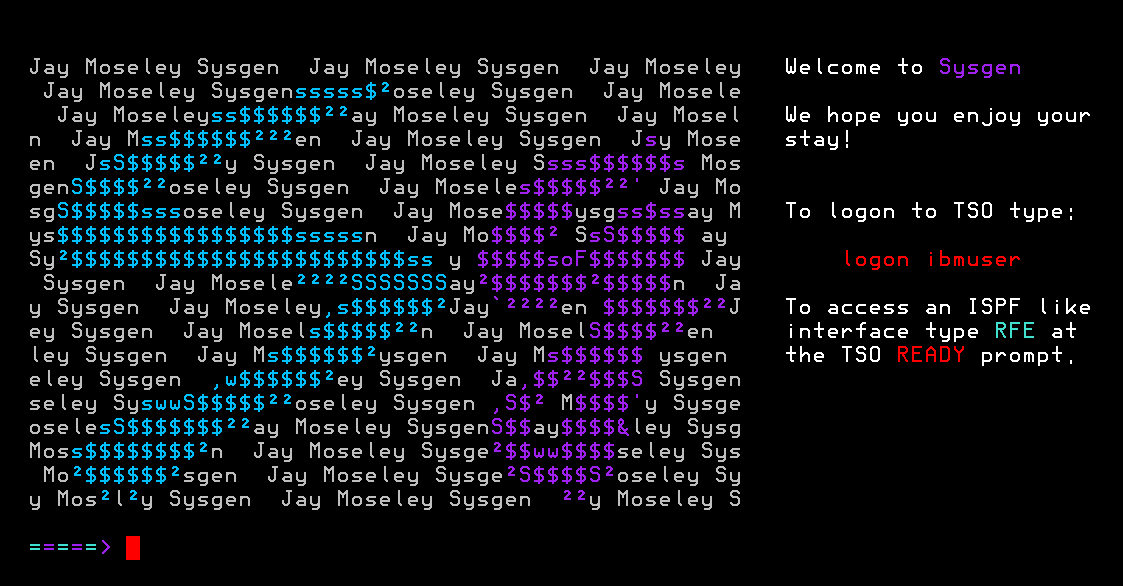 Jay Moseley Sysgen  Jay Moseley Sysgen  Jay Moseley    Welcome to Sysgen
 Jay Moseley Sysgensssss$²oseley Sysgen  Jay Mosele
  Jay Moseleyss$$$$$$²²ay Moseley Sysgen  Jay Mosel    We hope you enjoy your
n  Jay Mss$$$$$$²²²en  Jay Moseley Sysgen  Jsy Mose    stay!
en  JsS$$$$$²²y Sysgen  Jay Moseley Ssss$$$$$$s Mos
genS$$$$²²oseley Sysgen  Jay Moseles$$$$$²²' Jay Mo
sgS$$$$$sssoseley Sysgen  Jay Mose$$$$$ysgss$ssay M    To logon to TSO type:
ys$$$$$$$$$$$$$$$$$sssssn  Jay Mo$$$$² SsS$$$$$ ay
Sy²$$$$$$$$$$$$$$$$$$$$$$$$ss y $$$$$soF$$$$$$$ Jay        logon ibmuser
 Sysgen  Jay Mosele²²²²SSSSSSSay²$$$$$$$²$$$$$n  Ja
y Sysgen  Jay Moseley,s$$$$$$²Jay`²²²²en $$$$$$$²²J    To access an ISPF like
ey Sysgen  Jay Mosels$$$$$²²n  Jay MoselS$$$$²²en      interface type RFE at
ley Sysgen  Jay Ms$$$$$$²ysgen  Jay Ms$$$$$$ ysgen     the TSO READY prompt.
eley Sysgen  ,w$$$$$$²ey Sysgen  Ja,$$²²$$$S Sysgen
seley SyswwS$$$$$²²oseley Sysgen ,S$² M$$$$'y Sysge
oselesS$$$$$$$²²ay Moseley SysgenS$$ay$$$$&ley Sysg
Moss$$$$$$$$²n  Jay Moseley Sysge²$$ww$$$$seley Sys
 Mo²$$$$$$²sgen  Jay Moseley Sysge²S$$$$S²oseley Sy
y Mos²l²y Sysgen  Jay Moseley Sysgen  ²²y Moseley S
=====>